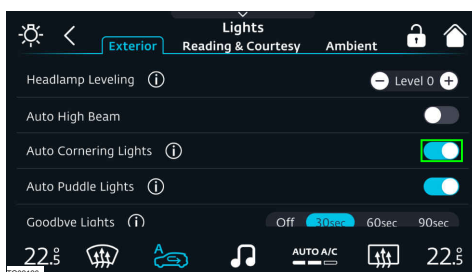 Lights
Exterior Reading & Courtesy Ambient
Headlamp Leveling i − Level 0 +
Auto High Beam
Auto Cornering Lights i
Auto Puddle Lights i
Goodbye Lights i Off 30sec 60sec 90sec
22.5 A AUTO A/C 22.5